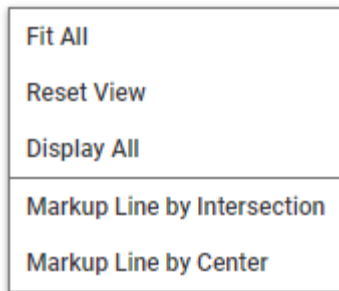 Fit All
Reset View
Display All
Markup Line by Intersection
Markup Line by Center